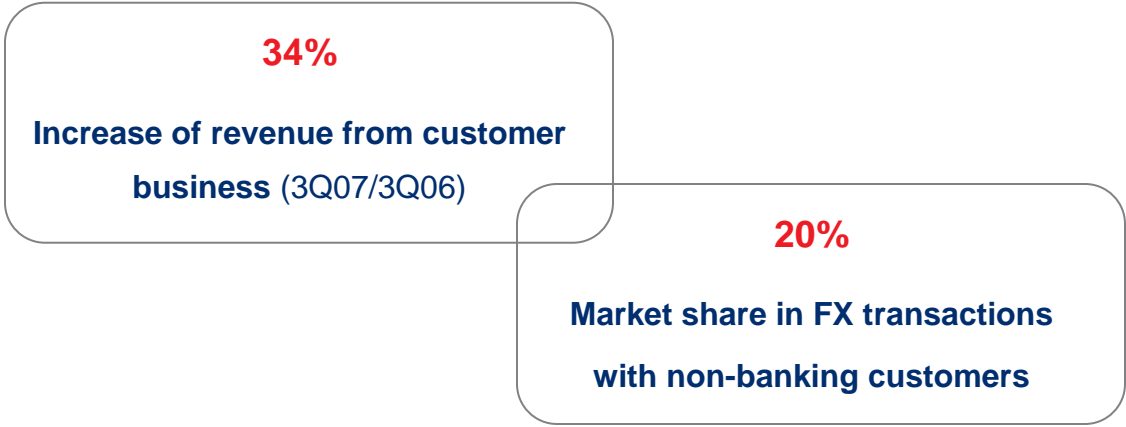 34%
Increase of revenue from customer
business (3Q07/3Q06)
20%
Market share in FX transactions
with non-banking customers